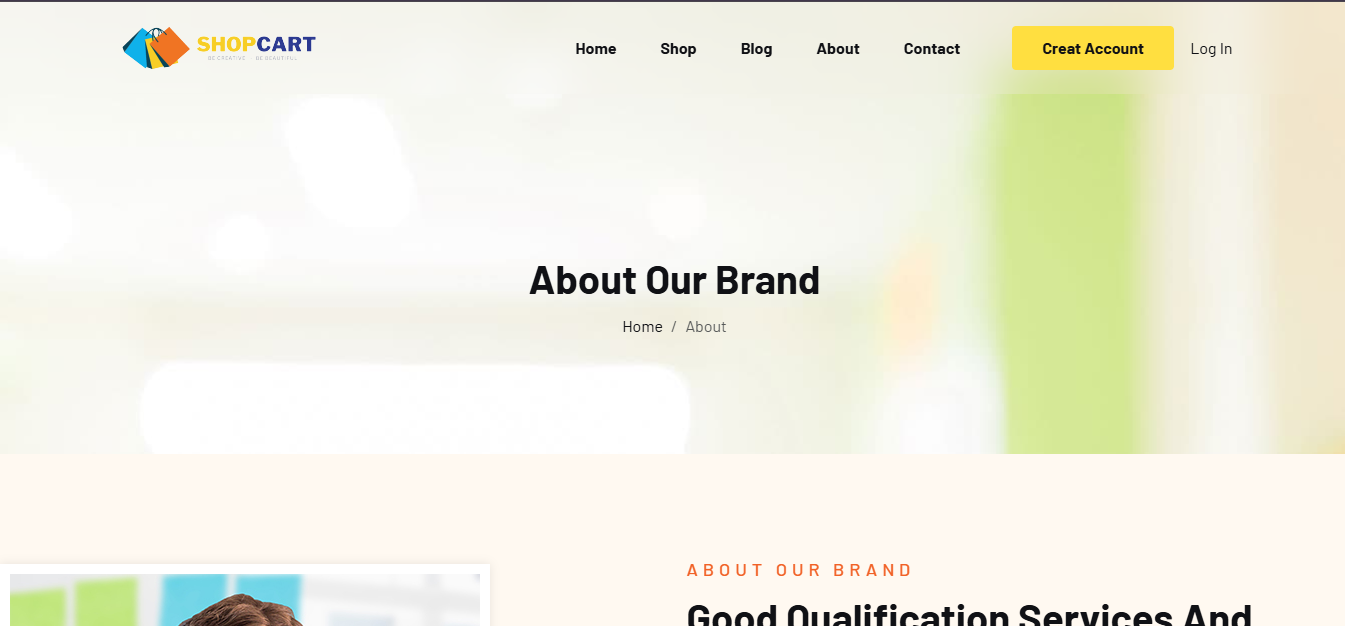 SHOPCART
BE CREATIVE BE BEAUTIFUL
Home Shop Blog About Contact Creat Account Log In
About Our Brand
Home / About
ABOUT OUR BRAND
Good Qualification Services And